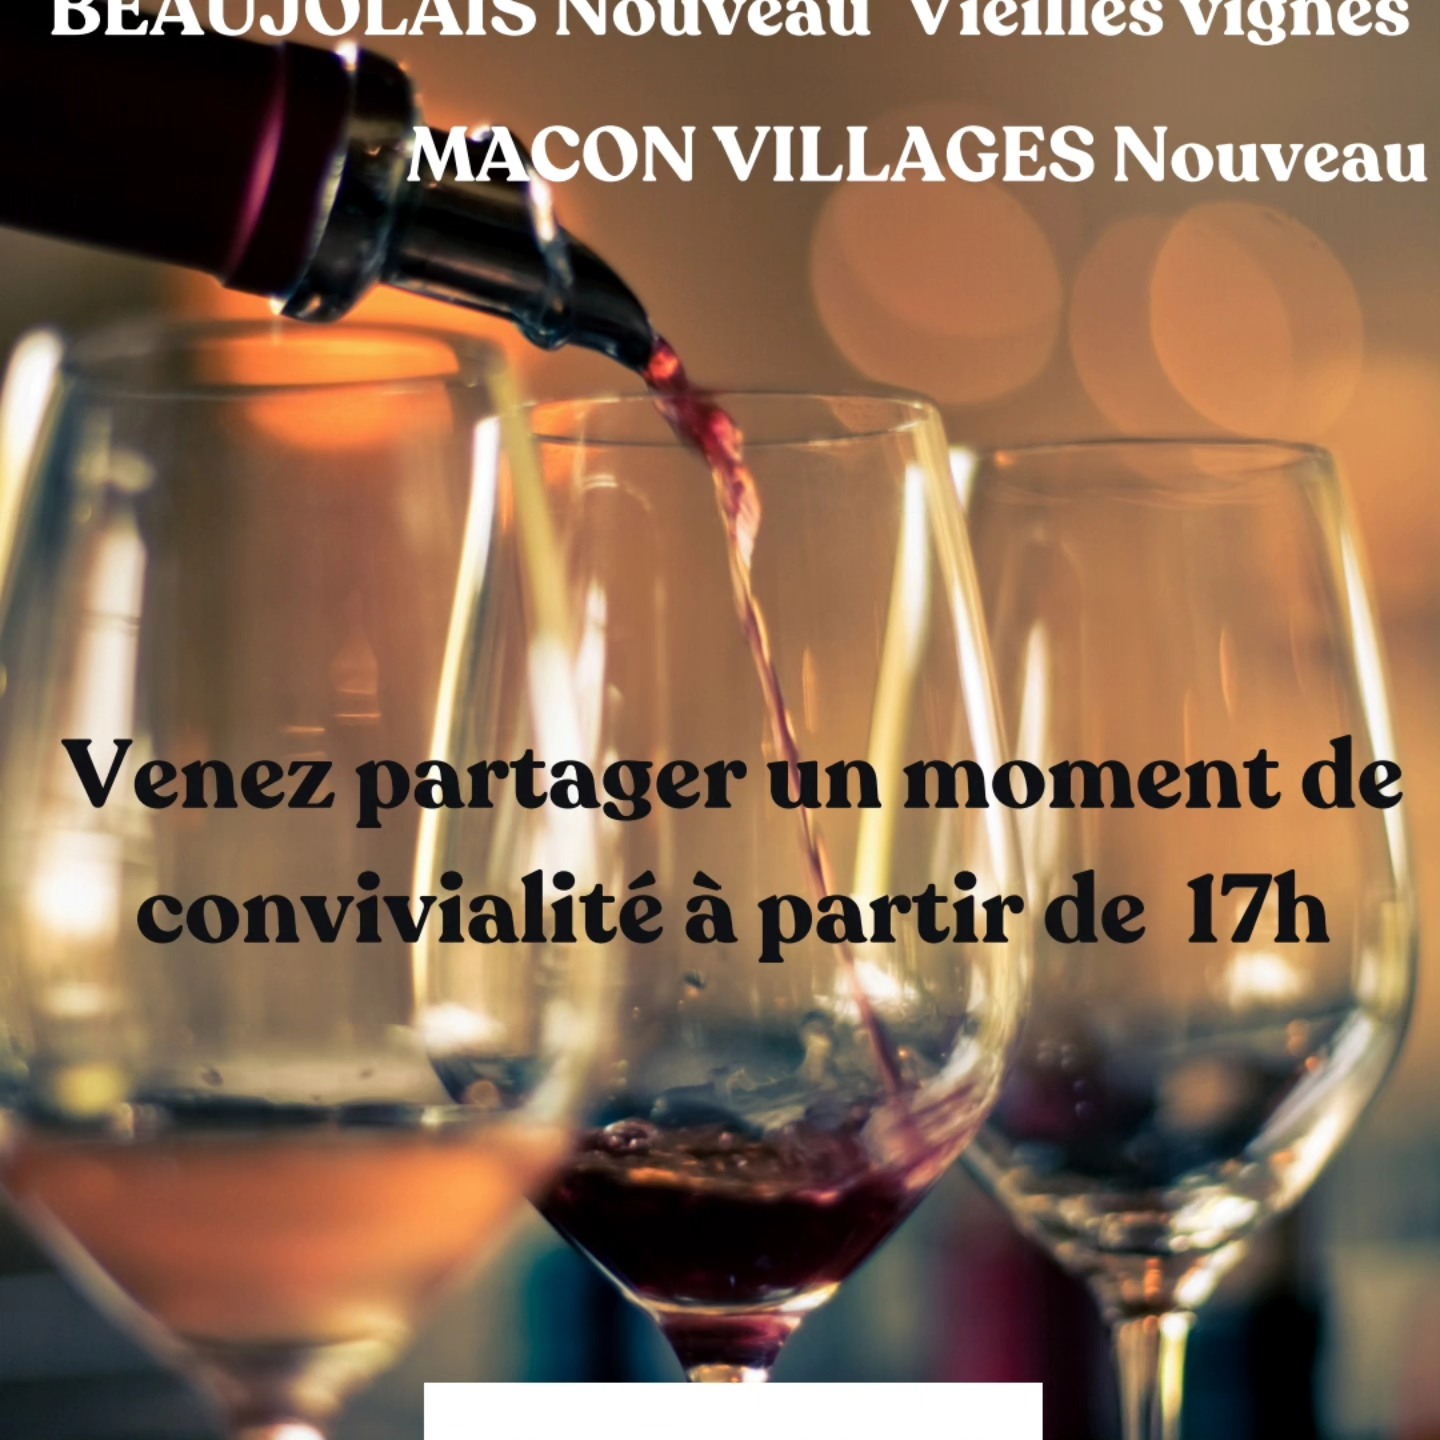 BEAUJOLAIS Nouveau Vieilles vignes
MACON VILLAGES Nouveau
Venez partager un moment de
convivialité à partir de 17h